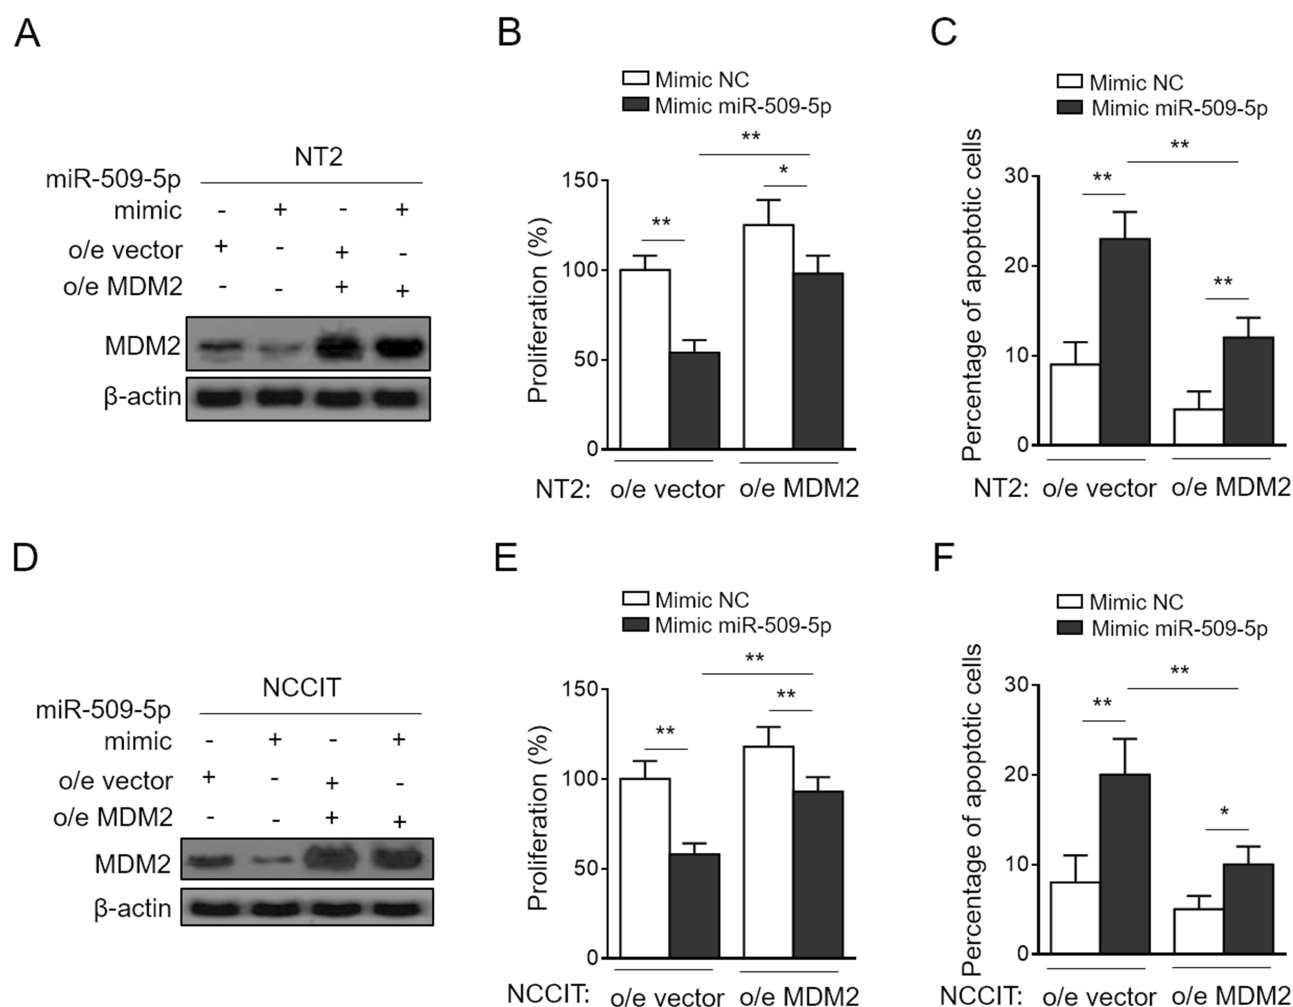 A
NT2
miR-509-5p
mimic - + - +
o/e vector + - + -
o/e MDM2 - - + +
MDM2
β-actin
B
Mimic NC
Mimic miR-509-5p
**
*
**
150
100
50
0
Proliferation (%)
NT2: o/e vector o/e MDM2
C
Mimic NC
Mimic miR-509-5p
**
**
**
30
20
10
0
Percentage of apoptotic cells
NT2: o/e vector o/e MDM2
D
NCCIT
miR-509-5p
mimic - + - +
o/e vector + - + -
o/e MDM2 - - + +
MDM2
β-actin
E
Mimic NC
Mimic miR-509-5p
**
**
**
150
100
50
0
Proliferation (%)
NCCIT: o/e vector o/e MDM2
F
Mimic NC
Mimic miR-509-5p
**
**
*
30
20
10
0
Percentage of apoptotic cells
NCCIT: o/e vector o/e MDM2